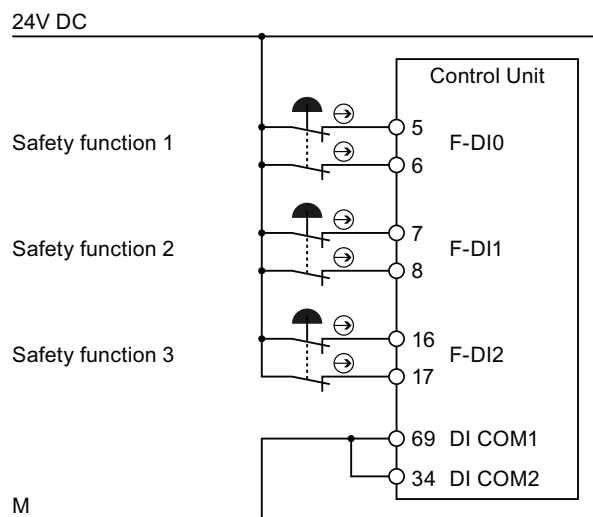 24V DC
Control Unit
Safety function 1
5
F-DI0
6
Safety function 2
7
F-DI1
8
Safety function 3
16
F-DI2
17
69 DI COM1
34 DI COM2
M